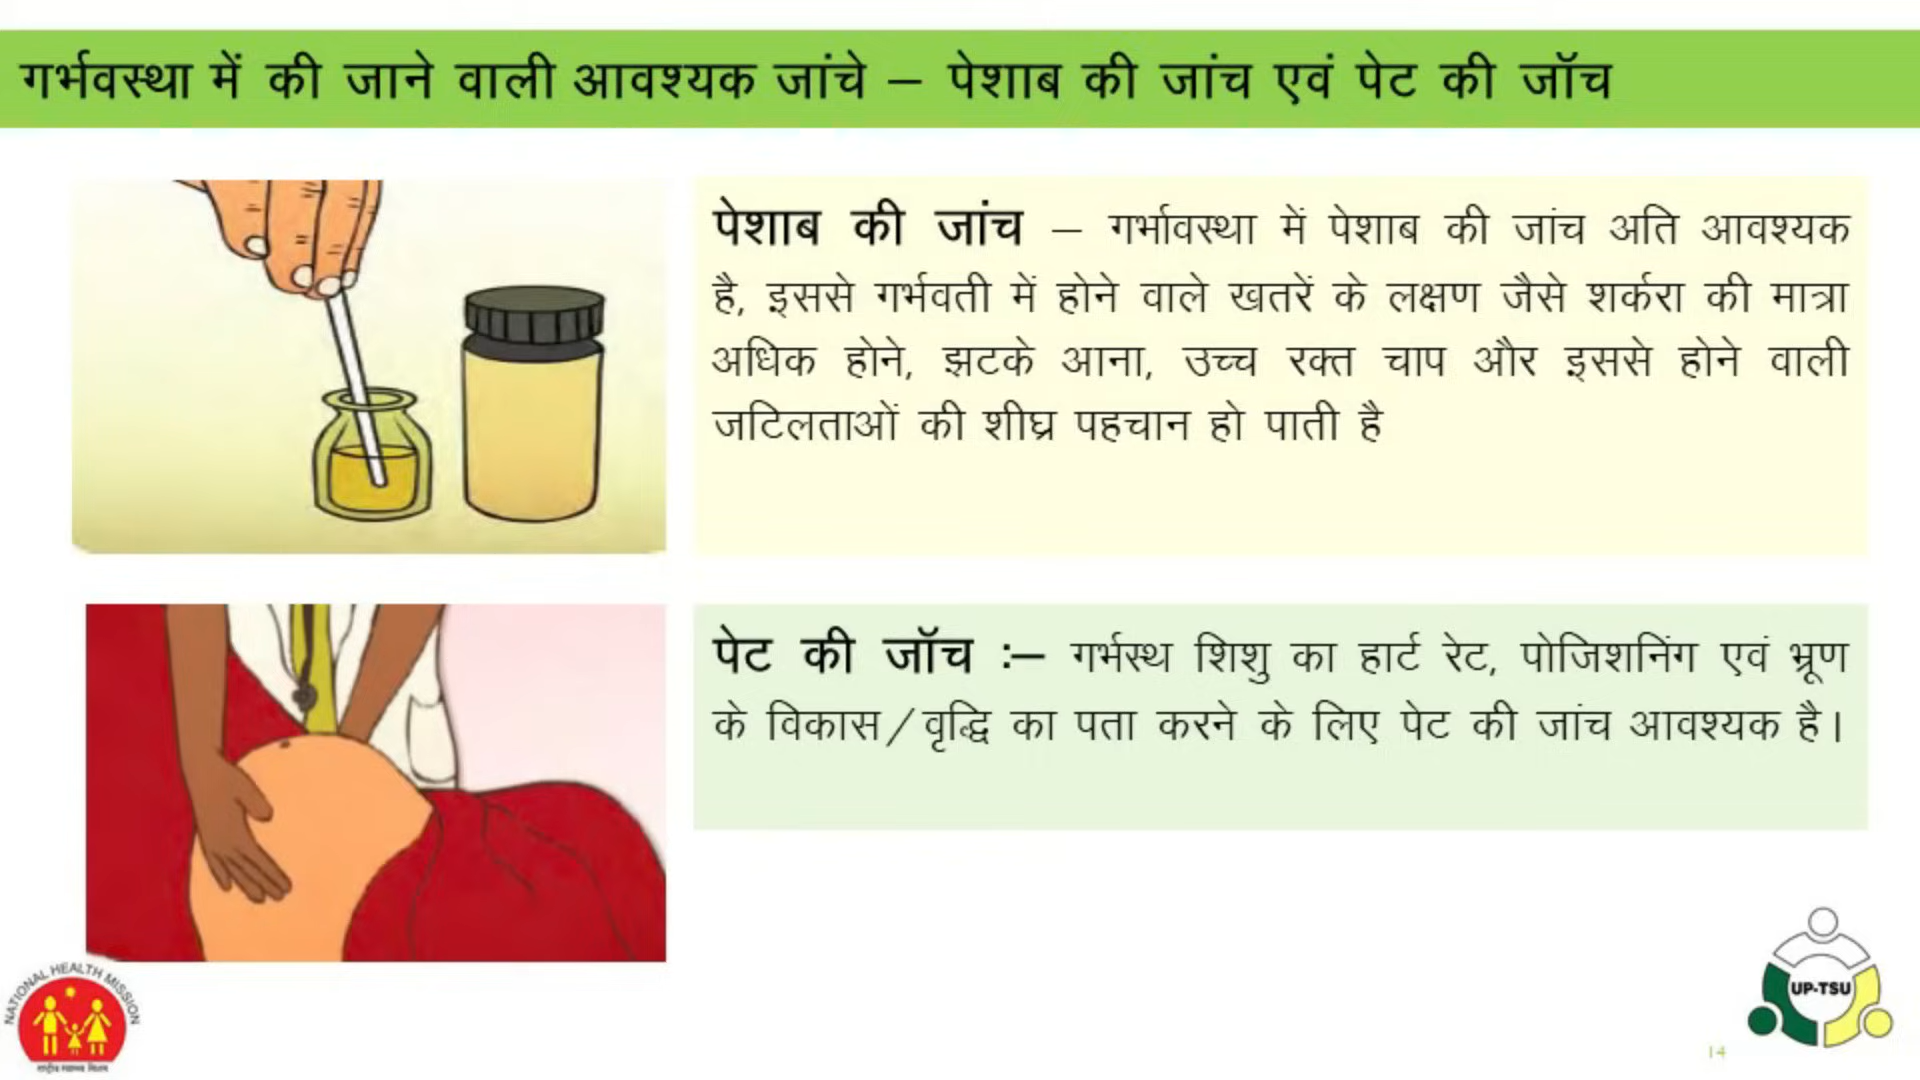 गर्भवस्था में की जाने वाली आवश्यक जांचे – पेशाब की जांच एवं पेट की जॉच
पेशाब की जांच – गर्भावस्था में पेशाब की जांच अति आवश्यक
है, इससे गर्भवती में होने वाले खतरें के लक्षण जैसे शर्करा की मात्रा
अधिक होने, झटके आना, उच्च रक्त चाप और इससे होने वाली
जटिलताओं की शीघ्र पहचान हो पाती है
पेट की जॉच :– गर्भस्थ शिशु का हार्ट रेट, पोजिशनिंग एवं भ्रूण
के विकास/वृद्धि का पता करने के लिए पेट की जांच आवश्यक है।
NATIONAL HEALTH MISSION
राष्ट्रीय स्वास्थ्य मिशन
UP-TSU
14